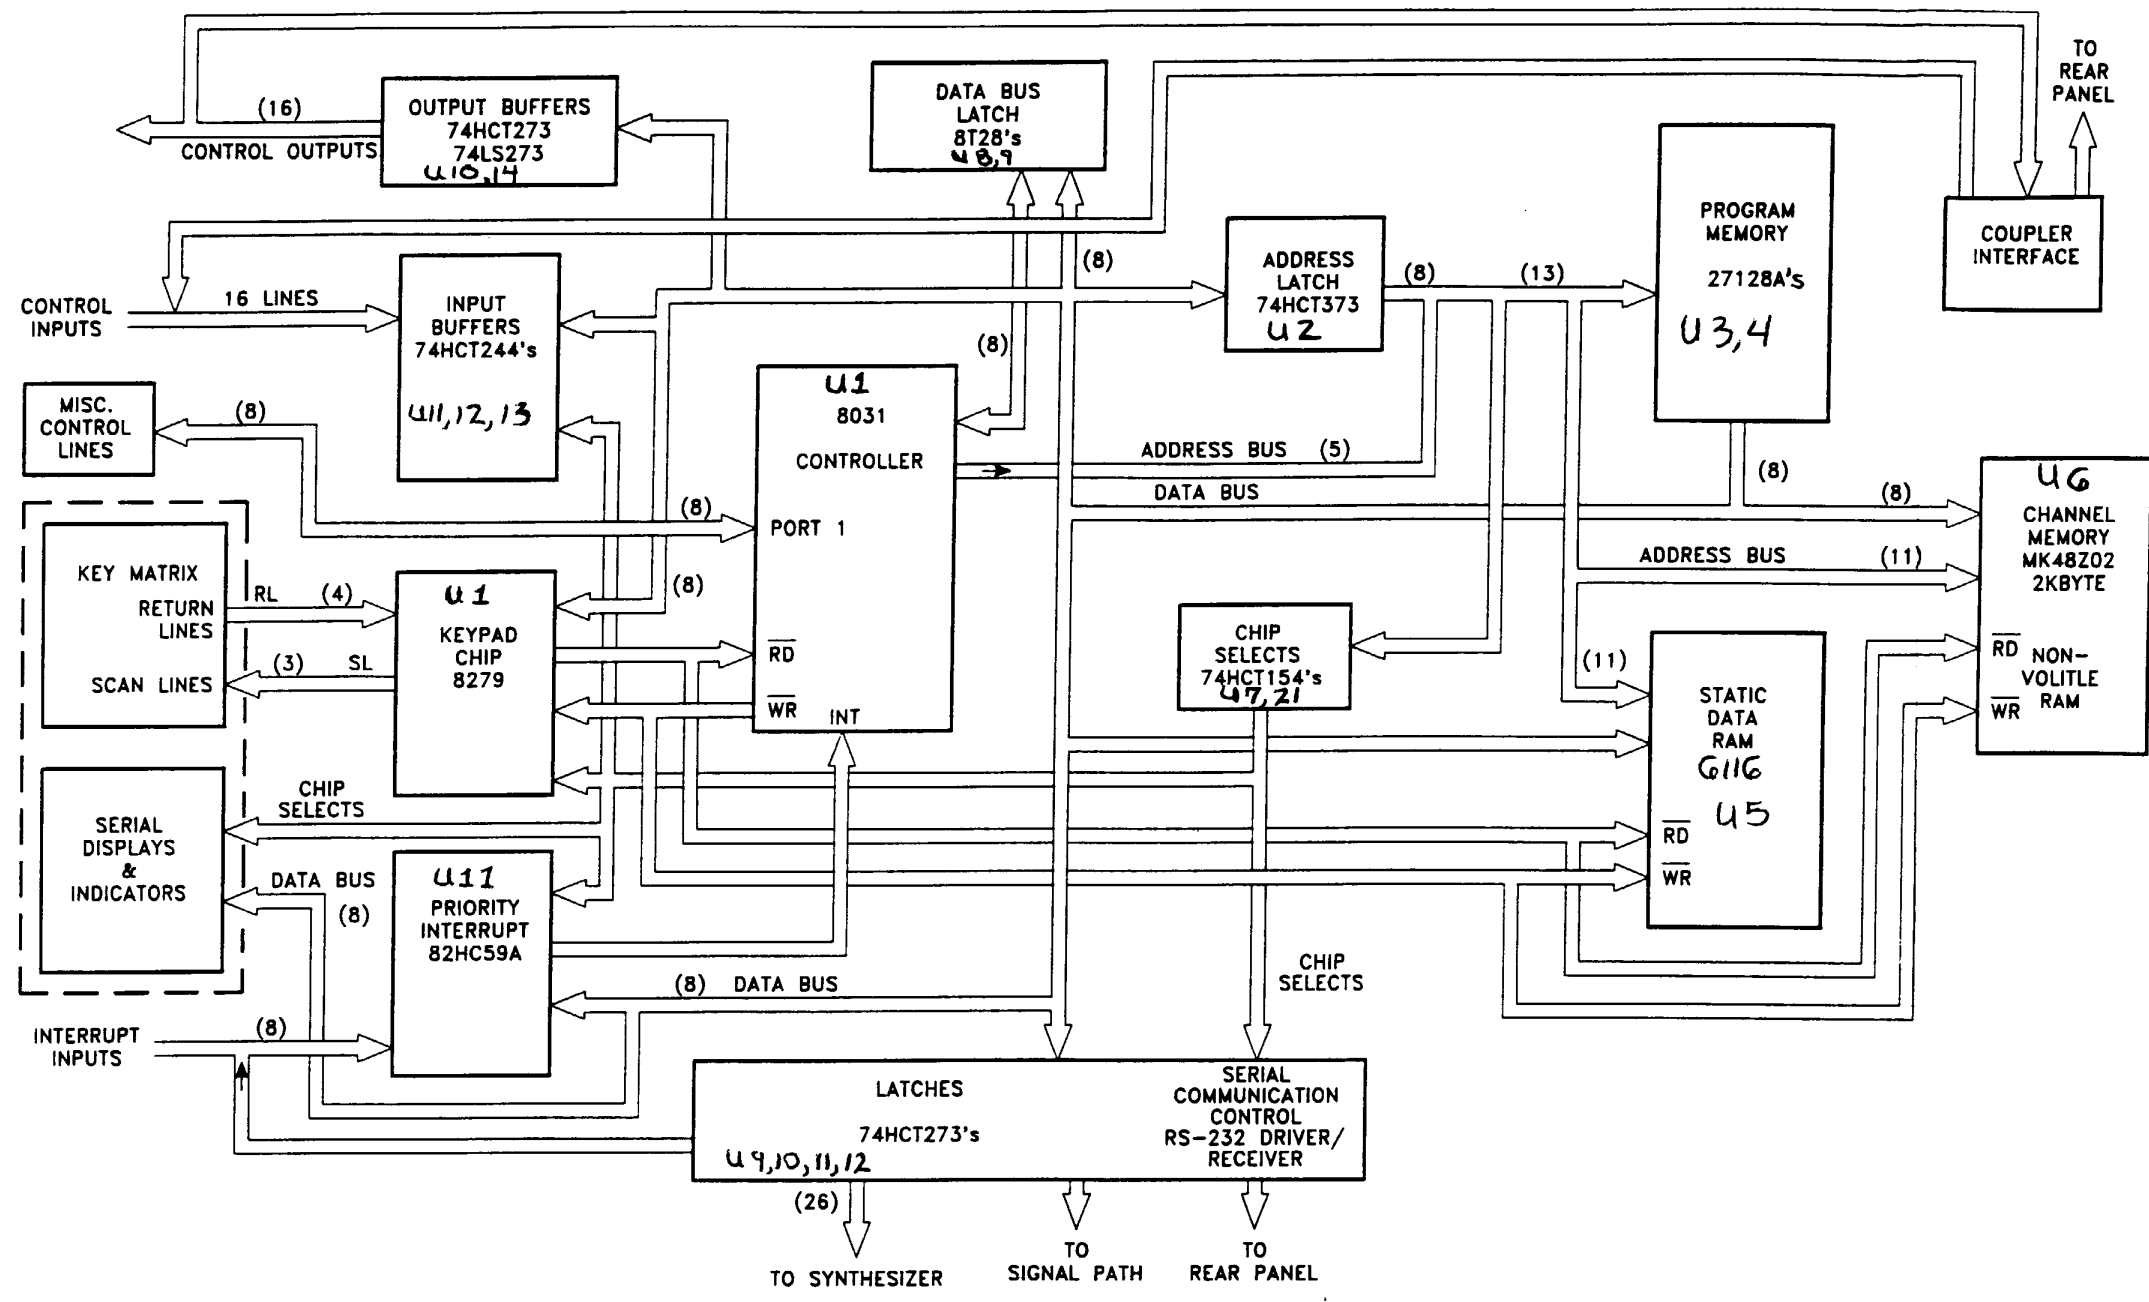 TO
REAR
PANEL
(16)
CONTROL OUTPUTS
OUTPUT BUFFERS
74HCT273
74LS273
U10,14
DATA BUS
LATCH
8T28's
U8,9
(8)
(8)
ADDRESS
LATCH
74HCT373
U2
(8)
(13)
PROGRAM
MEMORY
27128A's
U3,4
COUPLER
INTERFACE
CONTROL
INPUTS
16 LINES
INPUT
BUFFERS
74HCT244's
U11,12,13
MISC.
CONTROL
LINES
(8)
(8)
U1
8031
CONTROLLER
PORT 1
RD
WR
INT
ADDRESS BUS (5)
DATA BUS
(8)
(8)
ADDRESS BUS (11)
U6
CHANNEL
MEMORY
MK48Z02
2KBYTE
RD
NON-
VOLITLE
RAM
WR
KEY MATRIX
RETURN
LINES
SCAN LINES
RL (4)
(3) SL
U1
KEYPAD
CHIP
8279
(8)
CHIP
SELECTS
74HCT154's
U7,21
(11)
STATIC
DATA
RAM
6116
U5
RD
WR
SERIAL
DISPLAYS
&
INDICATORS
CHIP
SELECTS
DATA BUS
(8)
U11
PRIORITY
INTERRUPT
82HC59A
(8) DATA BUS
CHIP
SELECTS
INTERRUPT
INPUTS
(8)
LATCHES
74HCT273's
U9,10,11,12
SERIAL
COMMUNICATION
CONTROL
RS-232 DRIVER/
RECEIVER
(26)
TO SYNTHESIZER
TO
SIGNAL PATH
TO
REAR PANEL